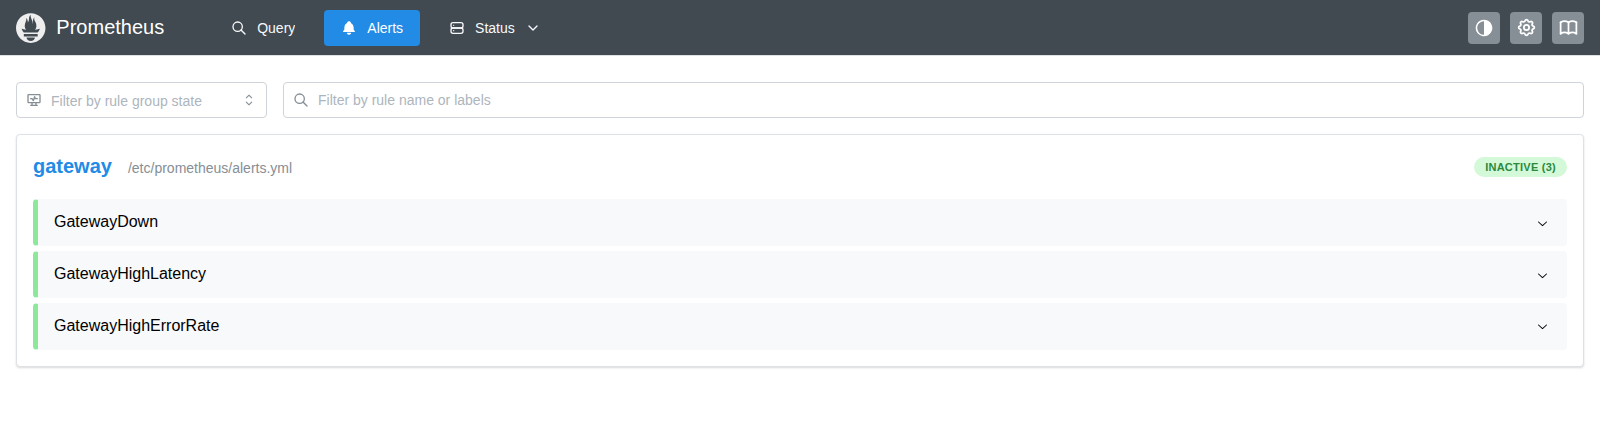 Prometheus Query Alerts Status
Filter by rule group state Filter by rule name or labels
gateway /etc/prometheus/alerts.yml INACTIVE (3)
GatewayDown
GatewayHighLatency
GatewayHighErrorRate